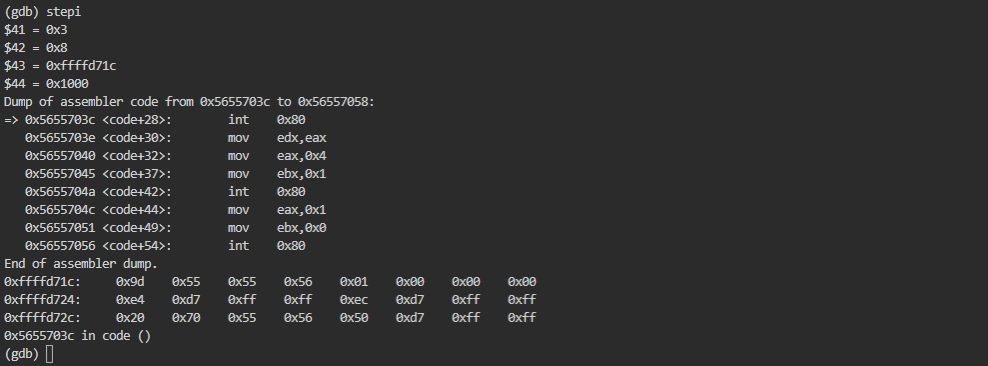 (gdb) stepi
$41 = 0x3
$42 = 0x8
$43 = 0xffffd71c
$44 = 0x1000
Dump of assembler code from 0x5655703c to 0x56557058:
=> 0x5655703c <code+28>:        int    0x80
   0x5655703e <code+30>:        mov    edx,eax
   0x56557040 <code+32>:        mov    eax,0x4
   0x56557045 <code+37>:        mov    ebx,0x1
   0x5655704a <code+42>:        int    0x80
   0x5655704c <code+44>:        mov    eax,0x1
   0x56557051 <code+49>:        mov    ebx,0x0
   0x56557056 <code+54>:        int    0x80
End of assembler dump.
0xffffd71c:     0x9d    0x55    0x55    0x56    0x01    0x00    0x00    0x00
0xffffd724:     0xe4    0xd7    0xff    0xff    0xec    0xd7    0xff    0xff
0xffffd72c:     0x20    0x70    0x55    0x56    0x50    0xd7    0xff    0xff
0x5655703c in code ()
(gdb)